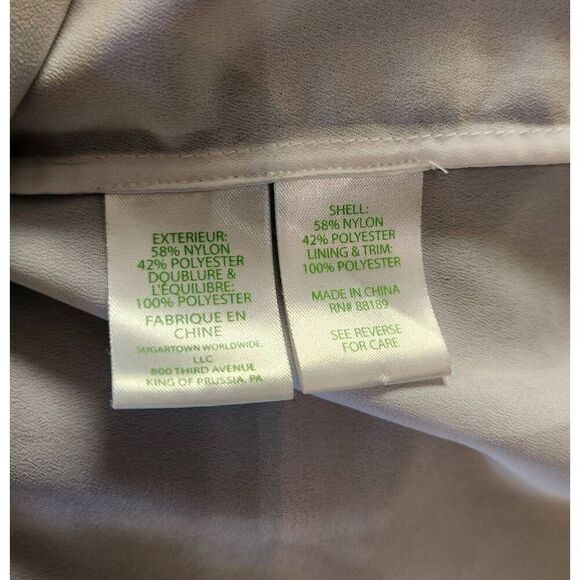 EXTERIEUR:
58% NYLON
42% POLYESTER
DOUBLURE &
L'ÉQUILIBRE:
100% POLYESTER
FABRIQUE EN
CHINE
SUGARTOWN WORLDWIDE,
LLC
800 THIRD AVENUE
KING OF PRUSSIA, PA
SHELL:
58% NYLON
42% POLYESTER
LINING & TRIM:
100% POLYESTER
MADE IN CHINA
RN# 88189
SEE REVERSE
FOR CARE